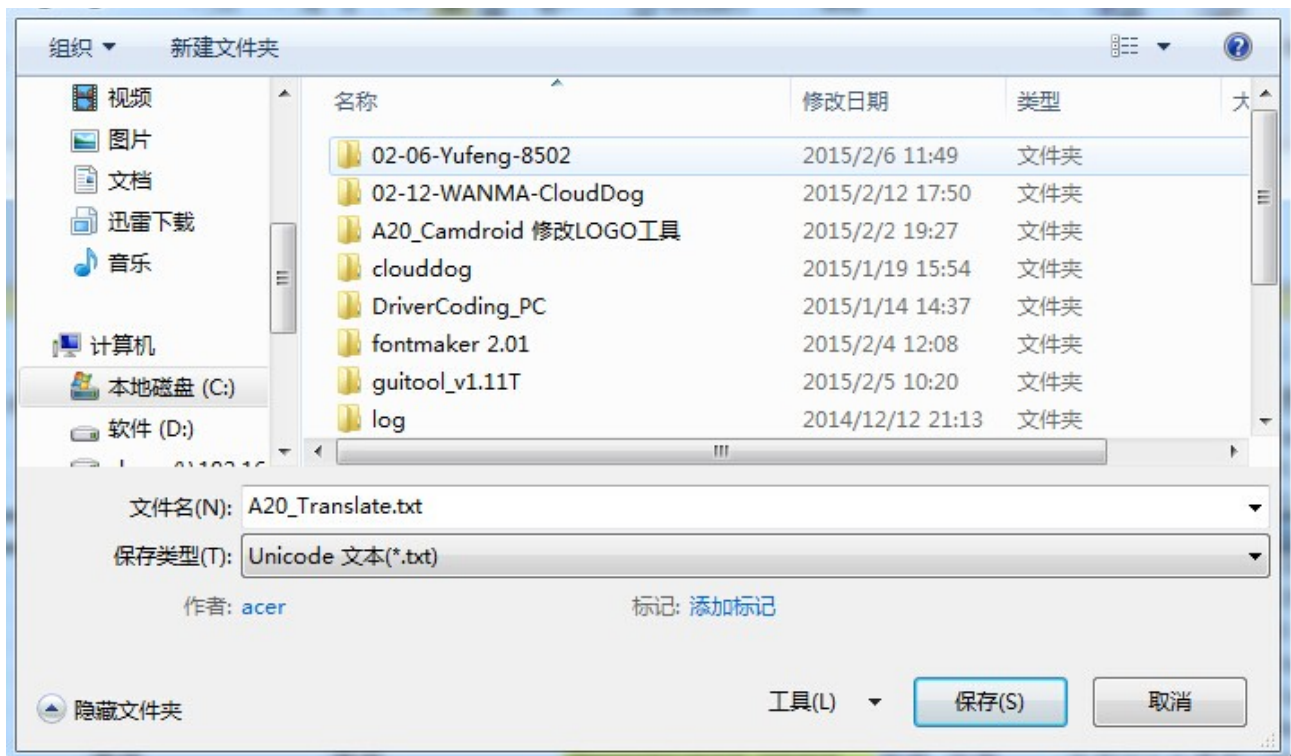 组织 新建文件夹
视频
图片
文档
迅雷下载
音乐
计算机
本地磁盘 (C:)
软件 (D:)
名称 修改日期 类型 大
02-06-Yufeng-8502 2015/2/6 11:49 文件夹
02-12-WANMA-CloudDog 2015/2/12 17:50 文件夹
A20_Camdroid 修改LOGO工具 2015/2/2 19:27 文件夹
clouddog 2015/1/19 15:54 文件夹
DriverCoding_PC 2015/1/14 14:37 文件夹
fontmaker 2.01 2015/2/4 12:08 文件夹
guitool_v1.11T 2015/2/5 10:20 文件夹
log 2014/12/12 21:13 文件夹
文件名(N): A20_Translate.txt
保存类型(T): Unicode 文本(*.txt)
作者: acer 标记: 添加标记
隐藏文件夹 工具(L) 保存(S) 取消